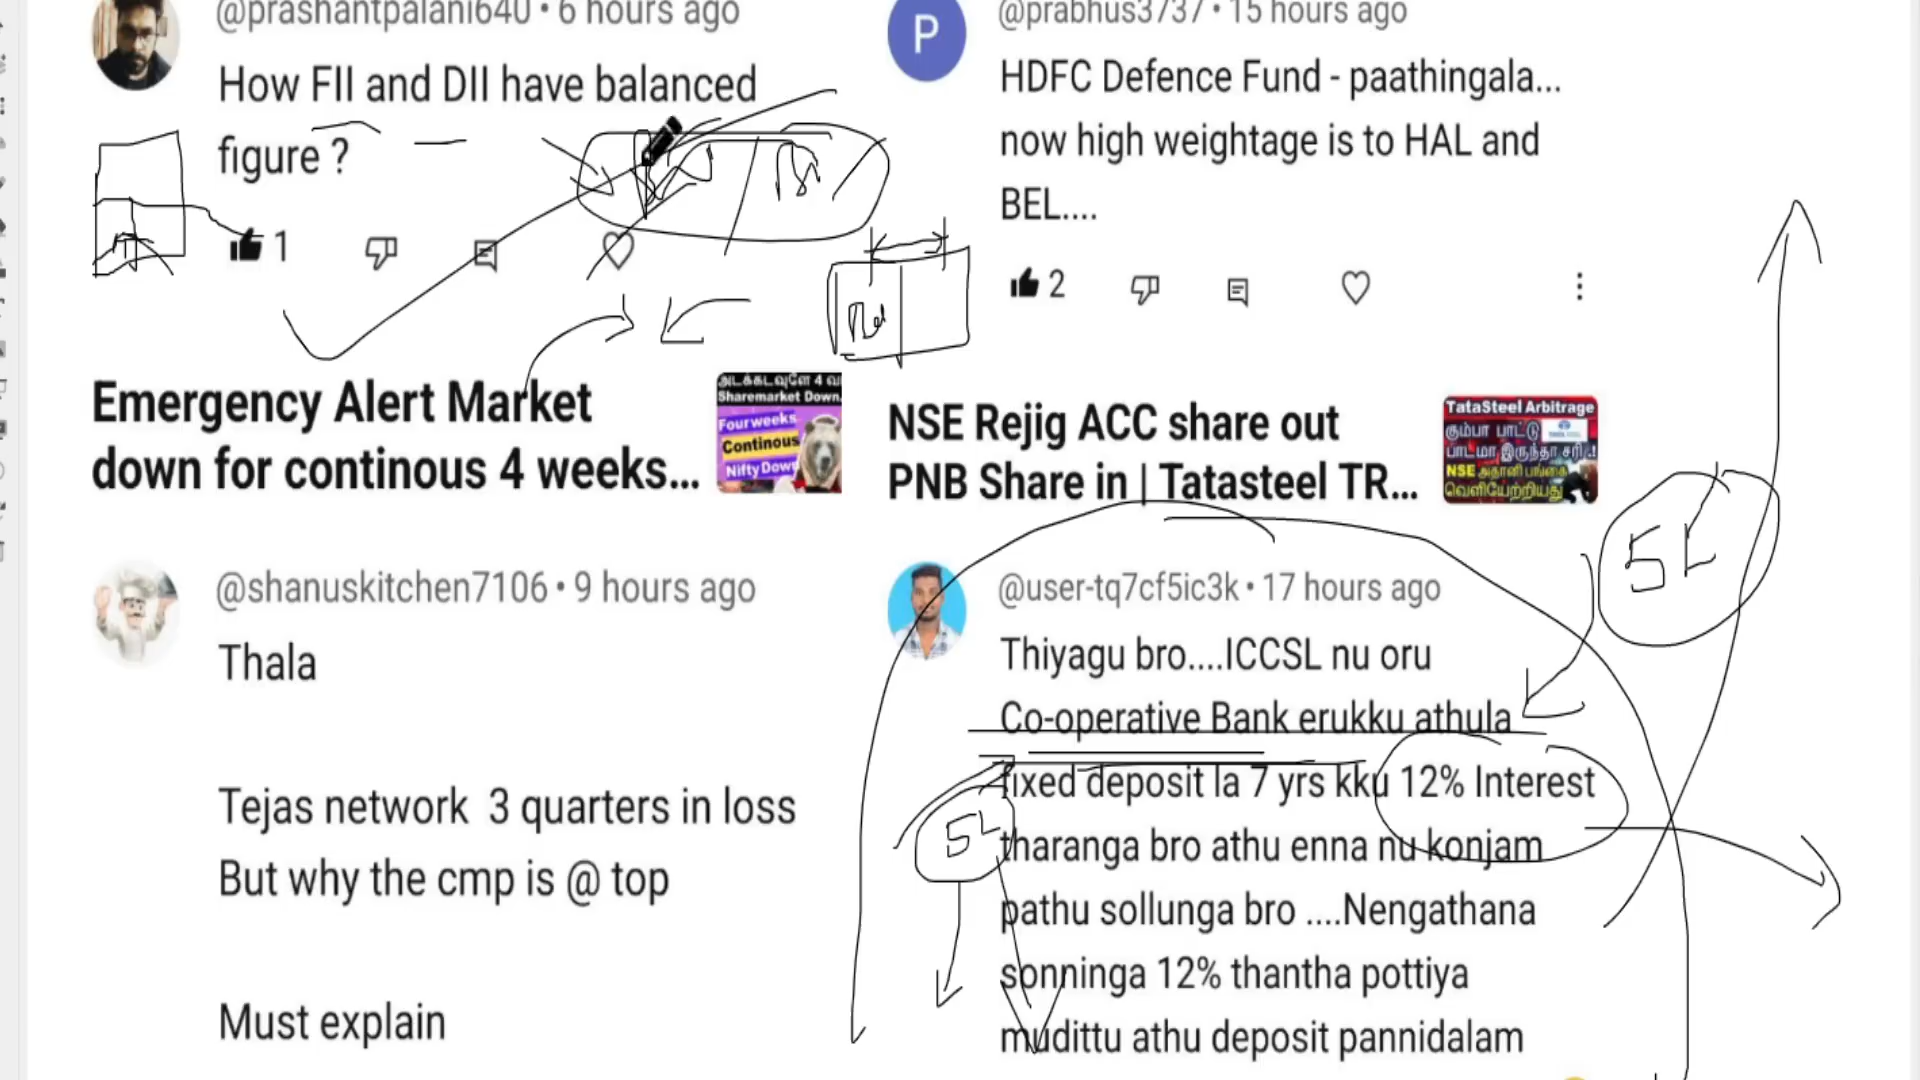 @prashantpalani640 • 6 hours ago
How FII and DII have balanced
figure ?
1
Emergency Alert Market
down for continous 4 weeks...
Sharemarket Down
Four weeks
Continous
Nifty Down
@prabhus3737 • 15 hours ago
HDFC Defence Fund - paathingala...
now high weightage is to HAL and
BEL....
2
P
NSE Rejig ACC share out
PNB Share in | Tatasteel TR...
TataSteel Arbitrage
கும்பா பாட்டு
பாட்டமா இருந்தா சரி..!
NSE அதானி பங்கை
வெளியேற்றியது
@shanuskitchen7106 • 9 hours ago
Thala
Tejas network 3 quarters in loss
But why the cmp is @ top
Must explain
@user-tq7cf5ic3k • 17 hours ago
Thiyagu bro....ICCSL nu oru
Co-operative Bank erukku athula
fixed deposit la 7 yrs kku 12% Interest
tharanga bro athu enna nu konjam
pathu sollunga bro ....Nengathana
sonninga 12% thantha pottiya
mudittu athu deposit pannidalam
5L
5L